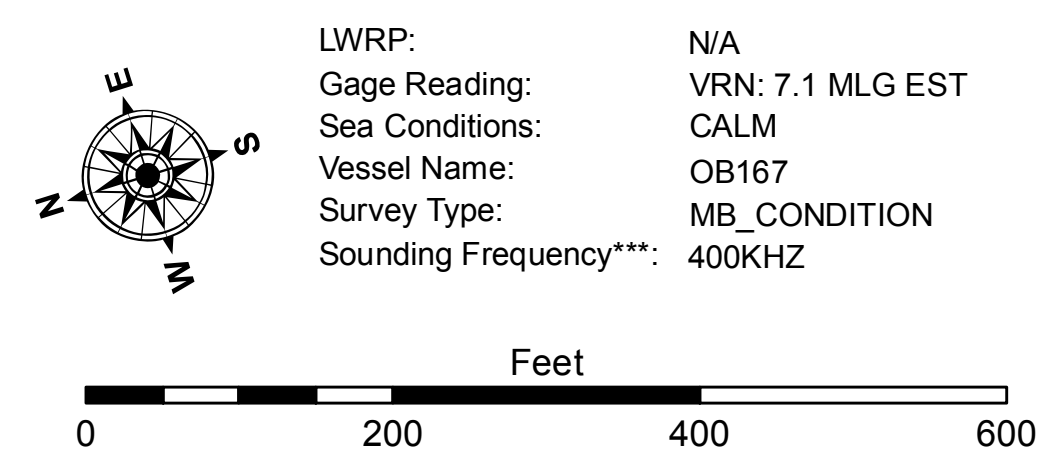 E
S
N
W
LWRP: N/A
Gage Reading: VRN: 7.1 MLG EST
Sea Conditions: CALM
Vessel Name: OB167
Survey Type: MB_CONDITION
Sounding Frequency***: 400KHZ
Feet
0 200 400 600